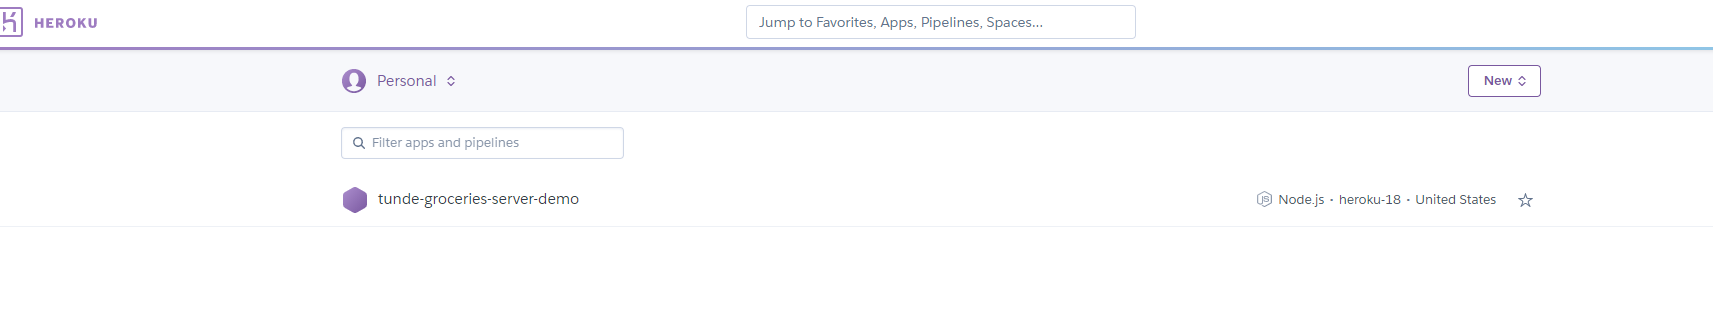 HEROKU
Jump to Favorites, Apps, Pipelines, Spaces...
Personal
New
Filter apps and pipelines
tunde-groceries-server-demo
JS Node.js • heroku-18 • United States